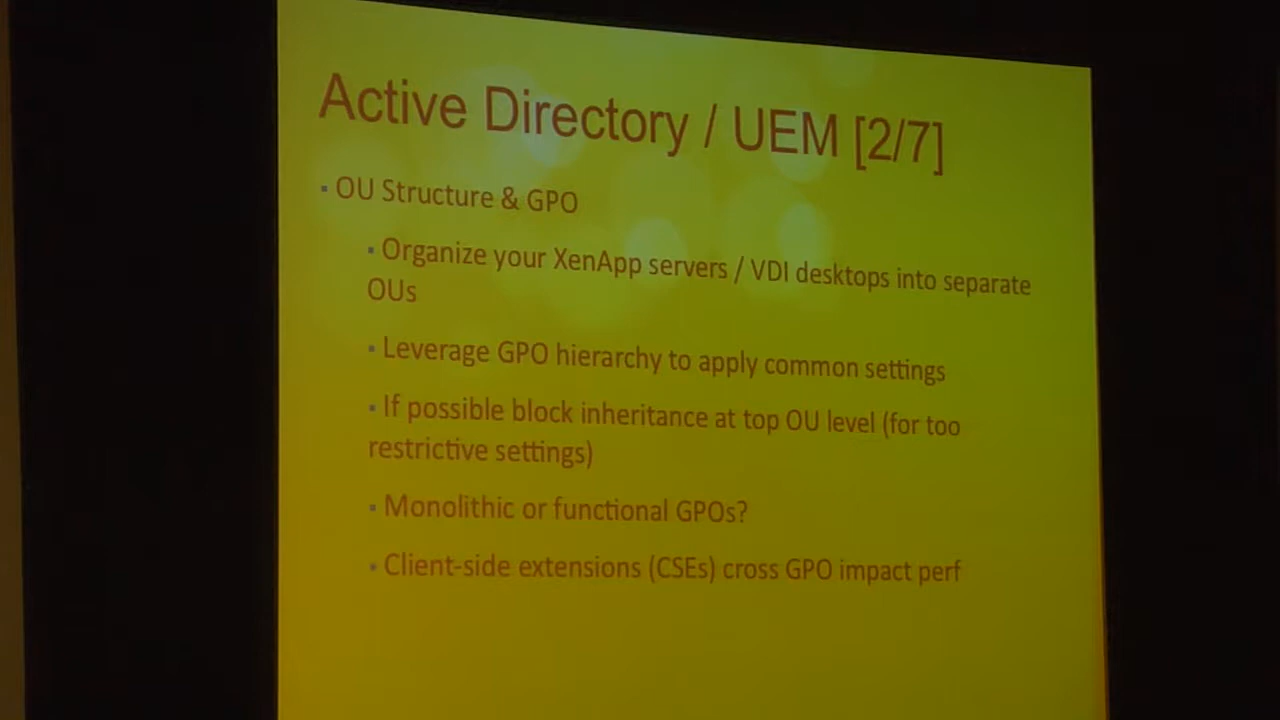 Active Directory / UEM [2/7]
▪ OU Structure & GPO
▪ Organize your XenApp servers / VDI desktops into separate
OUs
▪ Leverage GPO hierarchy to apply common settings
▪ If possible block inheritance at top OU level (for too
restrictive settings)
▪ Monolithic or functional GPOs?
▪ Client-side extensions (CSEs) cross GPO impact perf